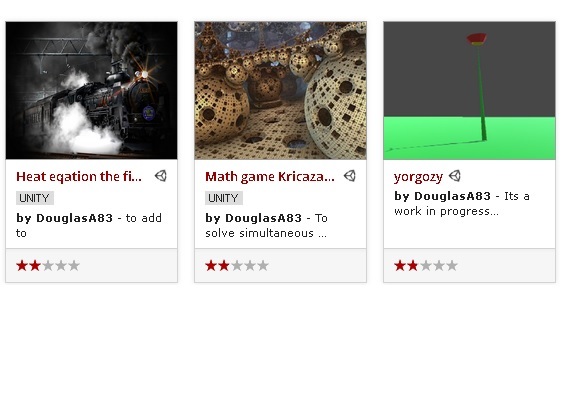 Heat eqation the fi...
UNITY
by DouglasA83 - to add
to
Math game Kricaza...
UNITY
by DouglasA83 - To
solve simultaneous ...
yorgozy
by DouglasA83 - Its a
work in progress...